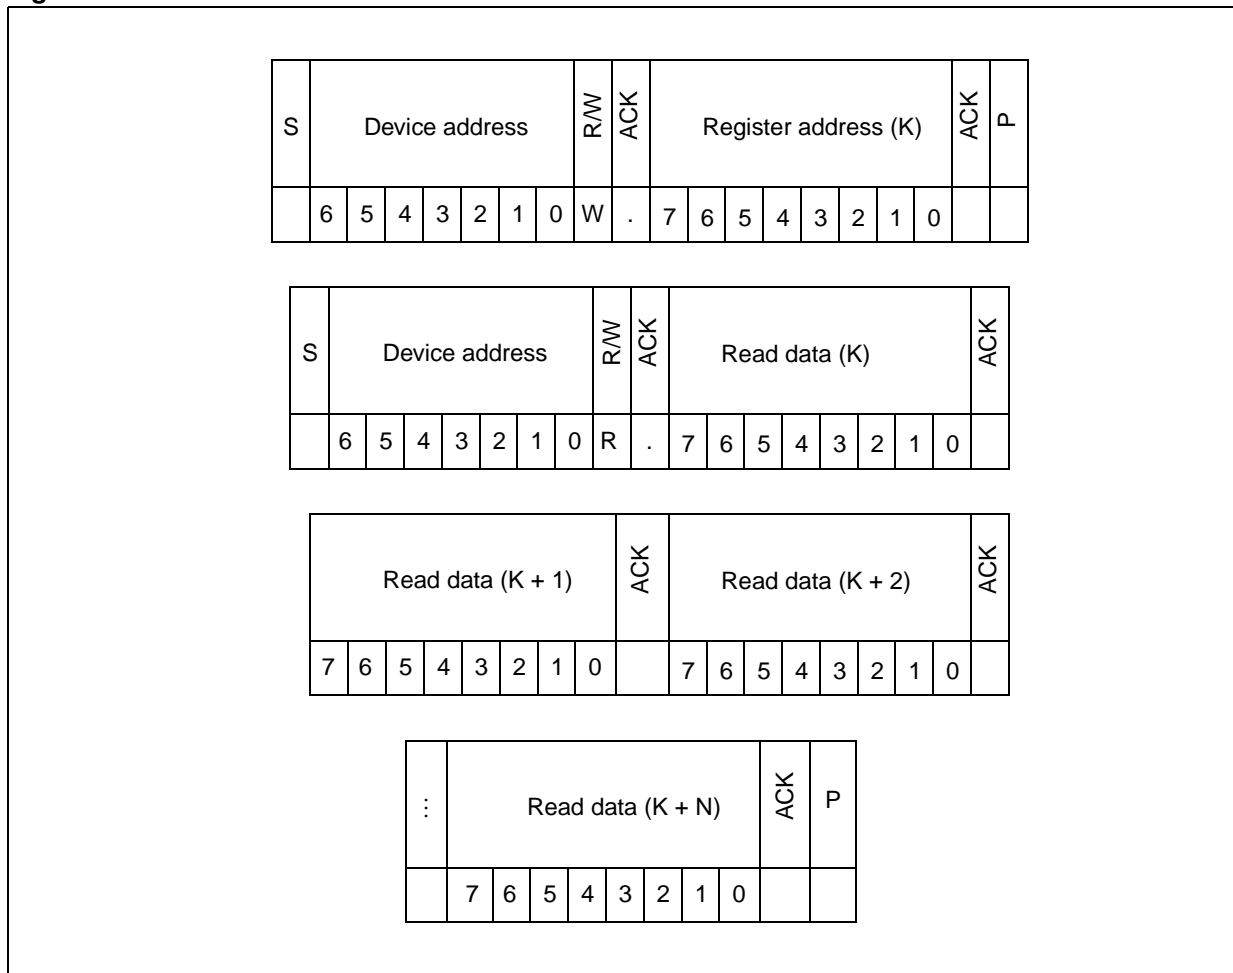 S Device address R/W ACK Register address (K) ACK P
6 5 4 3 2 1 0 W . 7 6 5 4 3 2 1 0
S Device address R/W ACK Read data (K) ACK
6 5 4 3 2 1 0 R . 7 6 5 4 3 2 1 0
Read data (K + 1) ACK Read data (K + 2) ACK
7 6 5 4 3 2 1 0 7 6 5 4 3 2 1 0
... Read data (K + N) ACK P
7 6 5 4 3 2 1 0